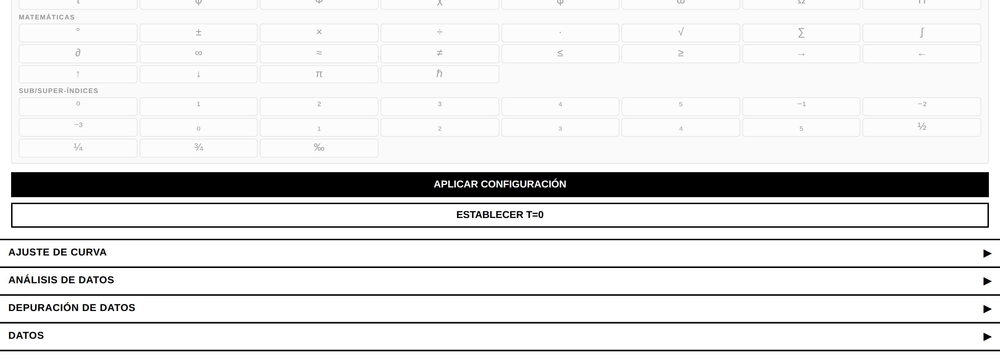 τ φ Φ χ ψ ω Ω Π
MATEMÁTICAS
° ± × ÷ · √ ∑ ∫
∂ ∞ ≈ ≠ ≤ ≥ → ←
↑ ↓ π ℏ
SUB/SUPER-ÍNDICES
⁰ ¹ ² ³ ⁴ ⁵ ⁻¹ ⁻²
⁻³ ₀ ₁ ₂ ₃ ₄ ₅ ½
¼ ¾ ‰
APLICAR CONFIGURACIÓN
ESTABLECER T=0
AJUSTE DE CURVA ▶
ANÁLISIS DE DATOS ▶
DEPURACIÓN DE DATOS ▶
DATOS ▶